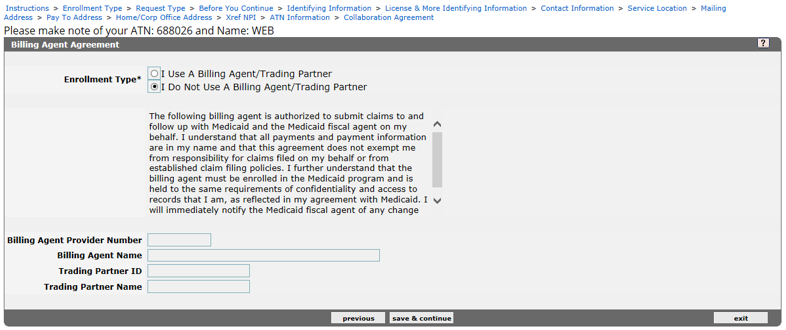 Instructions > Enrollment Type > Request Type > Before You Continue > Identifying Information > License & More Identifying Information > Contact Information > Service Location > Mailing
Address > Pay To Address > Home/Corp Office Address > Xref NPI > ATN Information > Collaboration Agreement
Please make note of your ATN: 688026 and Name: WEB
Billing Agent Agreement ?
Enrollment Type*
I Use A Billing Agent/Trading Partner
I Do Not Use A Billing Agent/Trading Partner
The following billing agent is authorized to submit claims to and
follow up with Medicaid and the Medicaid fiscal agent on my
behalf. I understand that all payments and payment information
are in my name and that this agreement does not exempt me
from responsibility for claims filed on my behalf or from
established claim filing policies. I further understand that the
billing agent must be enrolled in the Medicaid program and is
held to the same requirements of confidentiality and access to
records that I am, as reflected in my agreement with Medicaid. I
will immediately notify the Medicaid fiscal agent of any change
Billing Agent Provider Number
Billing Agent Name
Trading Partner ID
Trading Partner Name
previous save & continue exit